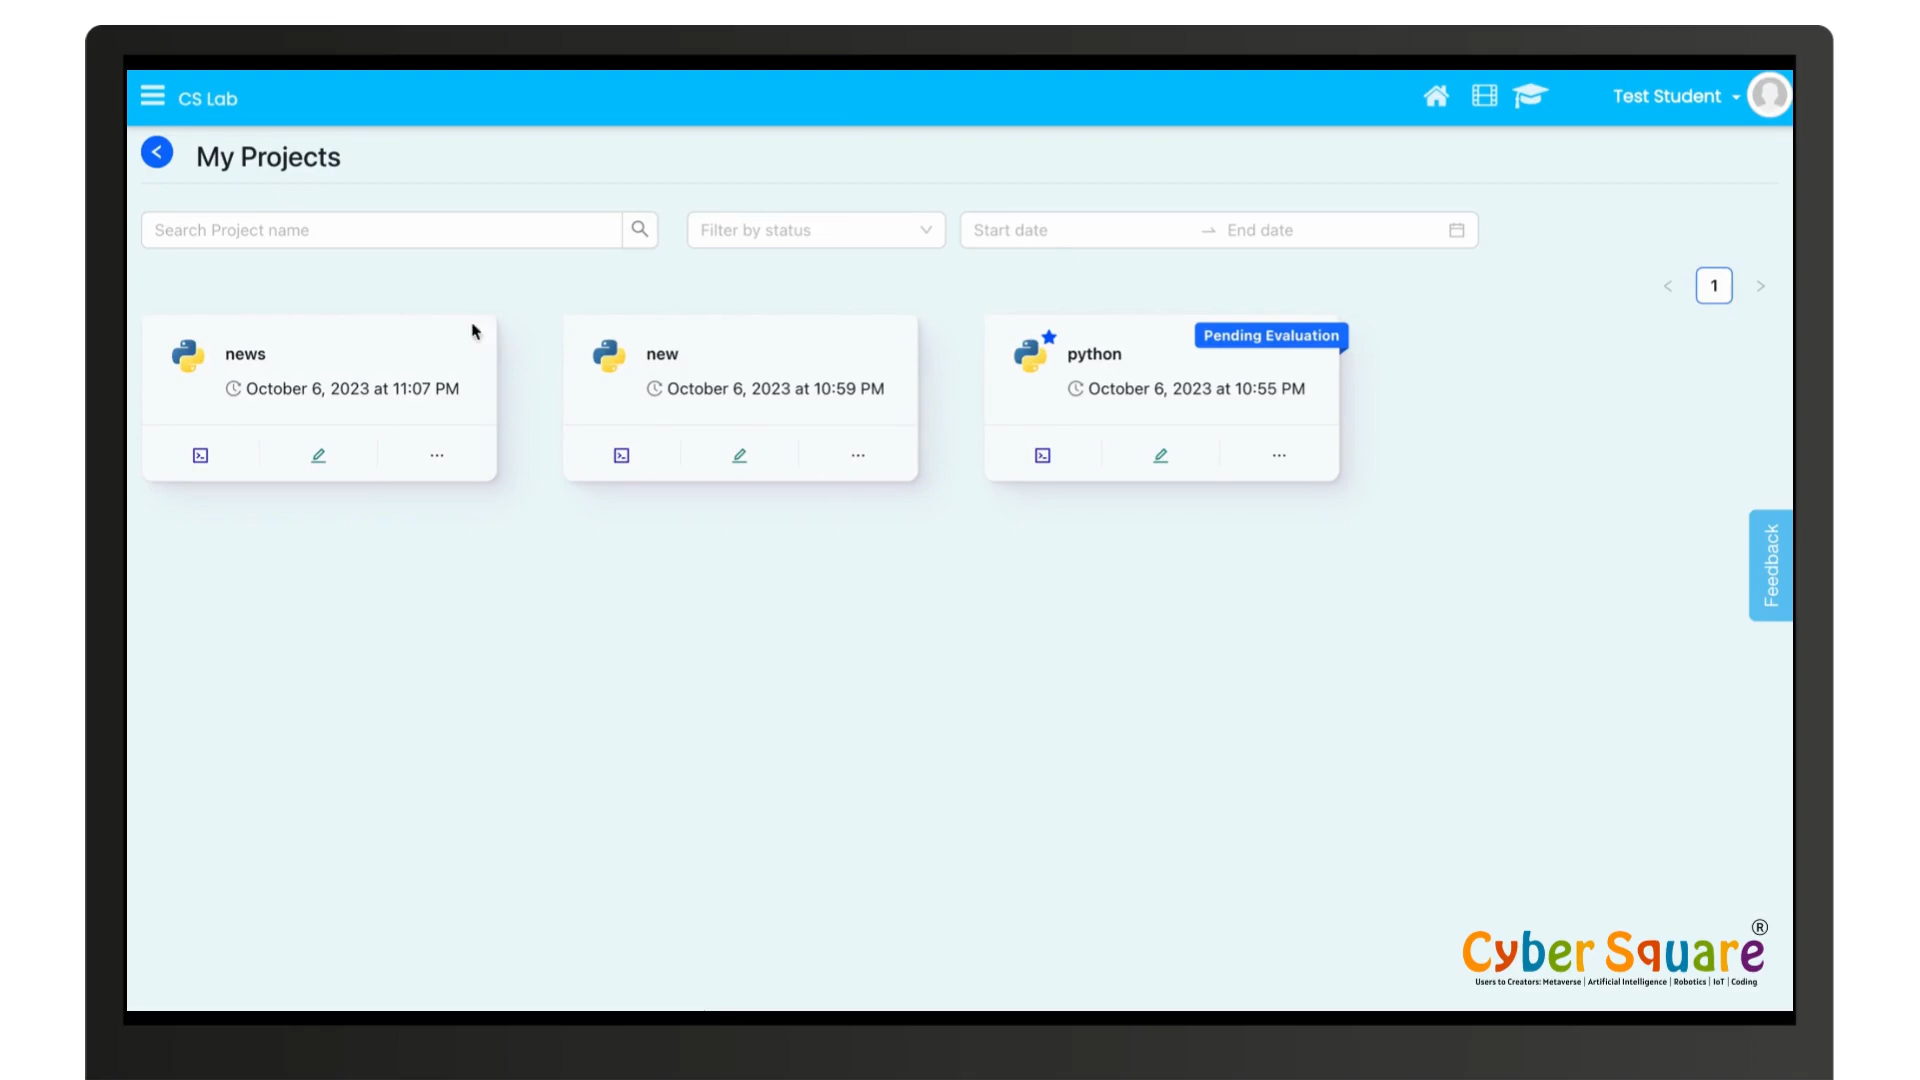 CS Lab
Test Student
My Projects
Search Project name
Filter by status
Start date
End date
1
news
October 6, 2023 at 11:07 PM
new
October 6, 2023 at 10:59 PM
Pending Evaluation
python
October 6, 2023 at 10:55 PM
Feedback
Cyber Square®
Users to Creators: Metaverse | Artificial Intelligence | Robotics | IoT | Coding